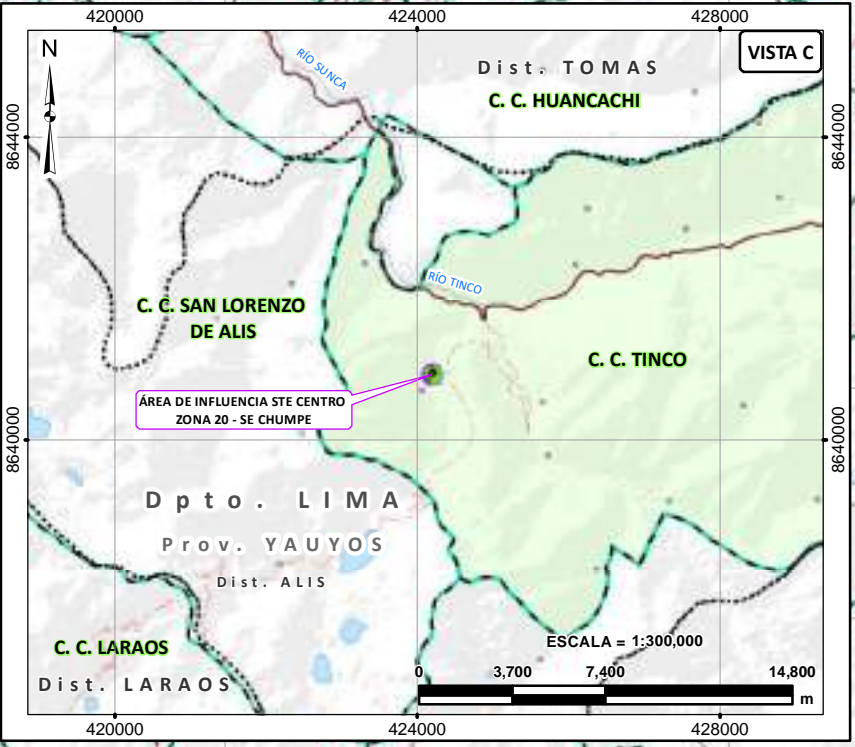 420000
424000
428000
N
VISTA C
RÍO SUNCA
Dist. TOMAS
C. C. HUANCACHI
8644000
8644000
RÍO TINCO
C. C. SAN LORENZO
DE ALIS
C. C. TINCO
ÁREA DE INFLUENCIA STE CENTRO
ZONA 20 - SE CHUMPE
8640000
8640000
Dpto. LIMA
Prov. YAUYOS
Dist. ALIS
C. C. LARAOS
Dist. LARAOS
ESCALA = 1:300,000
0 3,700 7,400 14,800
m
420000
424000
428000